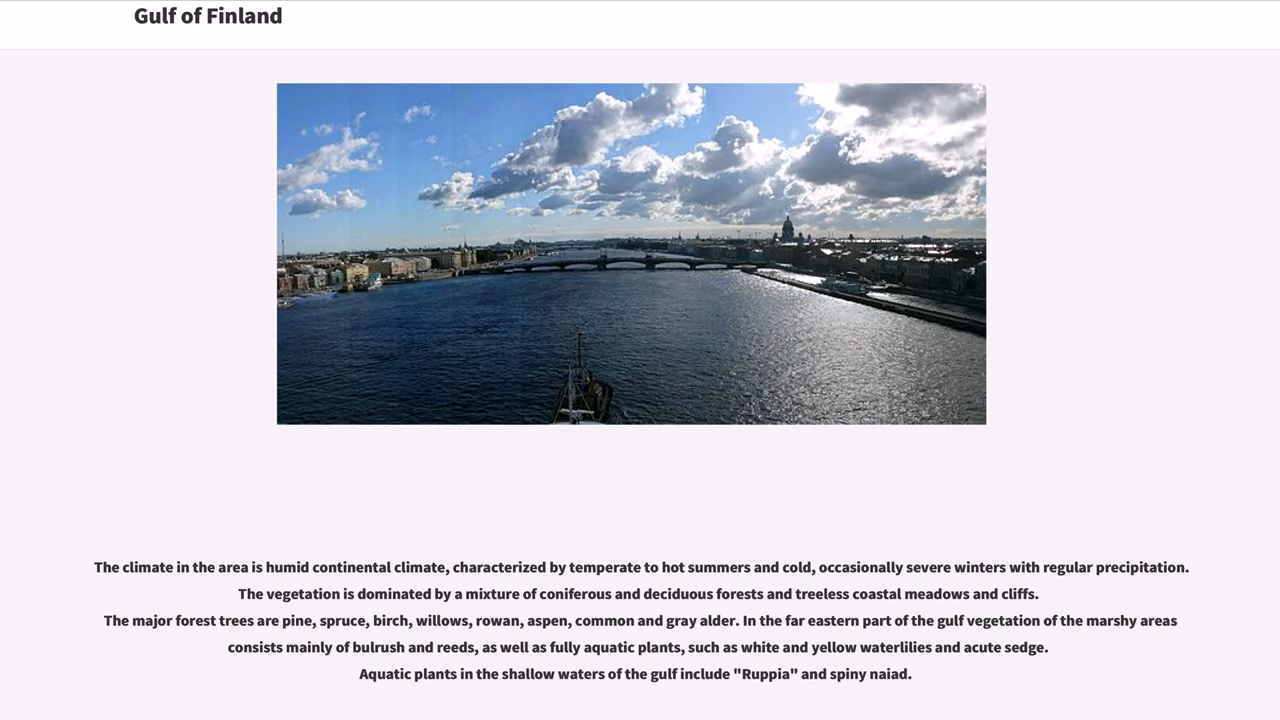 Gulf of Finland
The climate in the area is humid continental climate, characterized by temperate to hot summers and cold, occasionally severe winters with regular precipitation.
The vegetation is dominated by a mixture of coniferous and deciduous forests and treeless coastal meadows and cliffs.
The major forest trees are pine, spruce, birch, willows, rowan, aspen, common and gray alder. In the far eastern part of the gulf vegetation of the marshy areas
consists mainly of bulrush and reeds, as well as fully aquatic plants, such as white and yellow waterlilies and acute sedge.
Aquatic plants in the shallow waters of the gulf include "Ruppia" and spiny naiad.